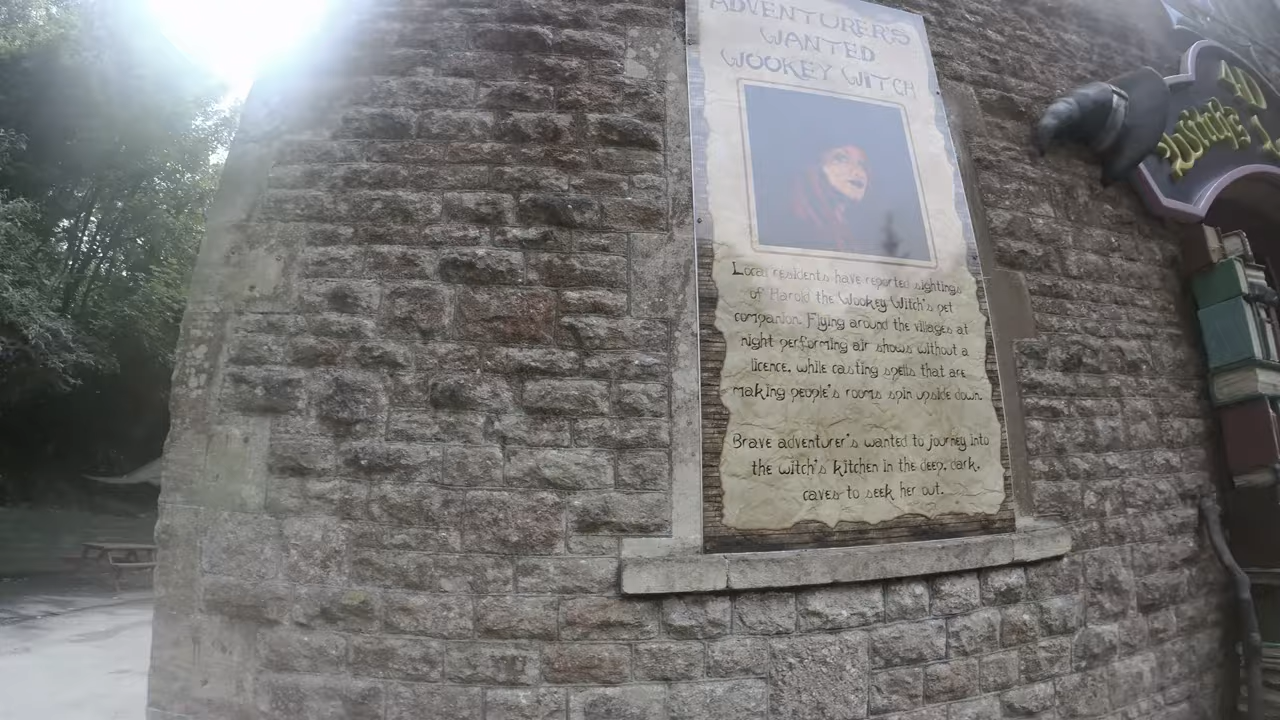 ADVENTURER'S
WANTED
WOOKEY WITCH
Local residents have reported sightings
of Harold the Wookey Witch's pet
companion. Flying around the villages at
night performing air shows without a
licence, while casting spells that are
making people's rooms spin upside down.
Brave adventurer's wanted to journey into
the witch's kitchen in the deep, dark,
caves to seek her out.